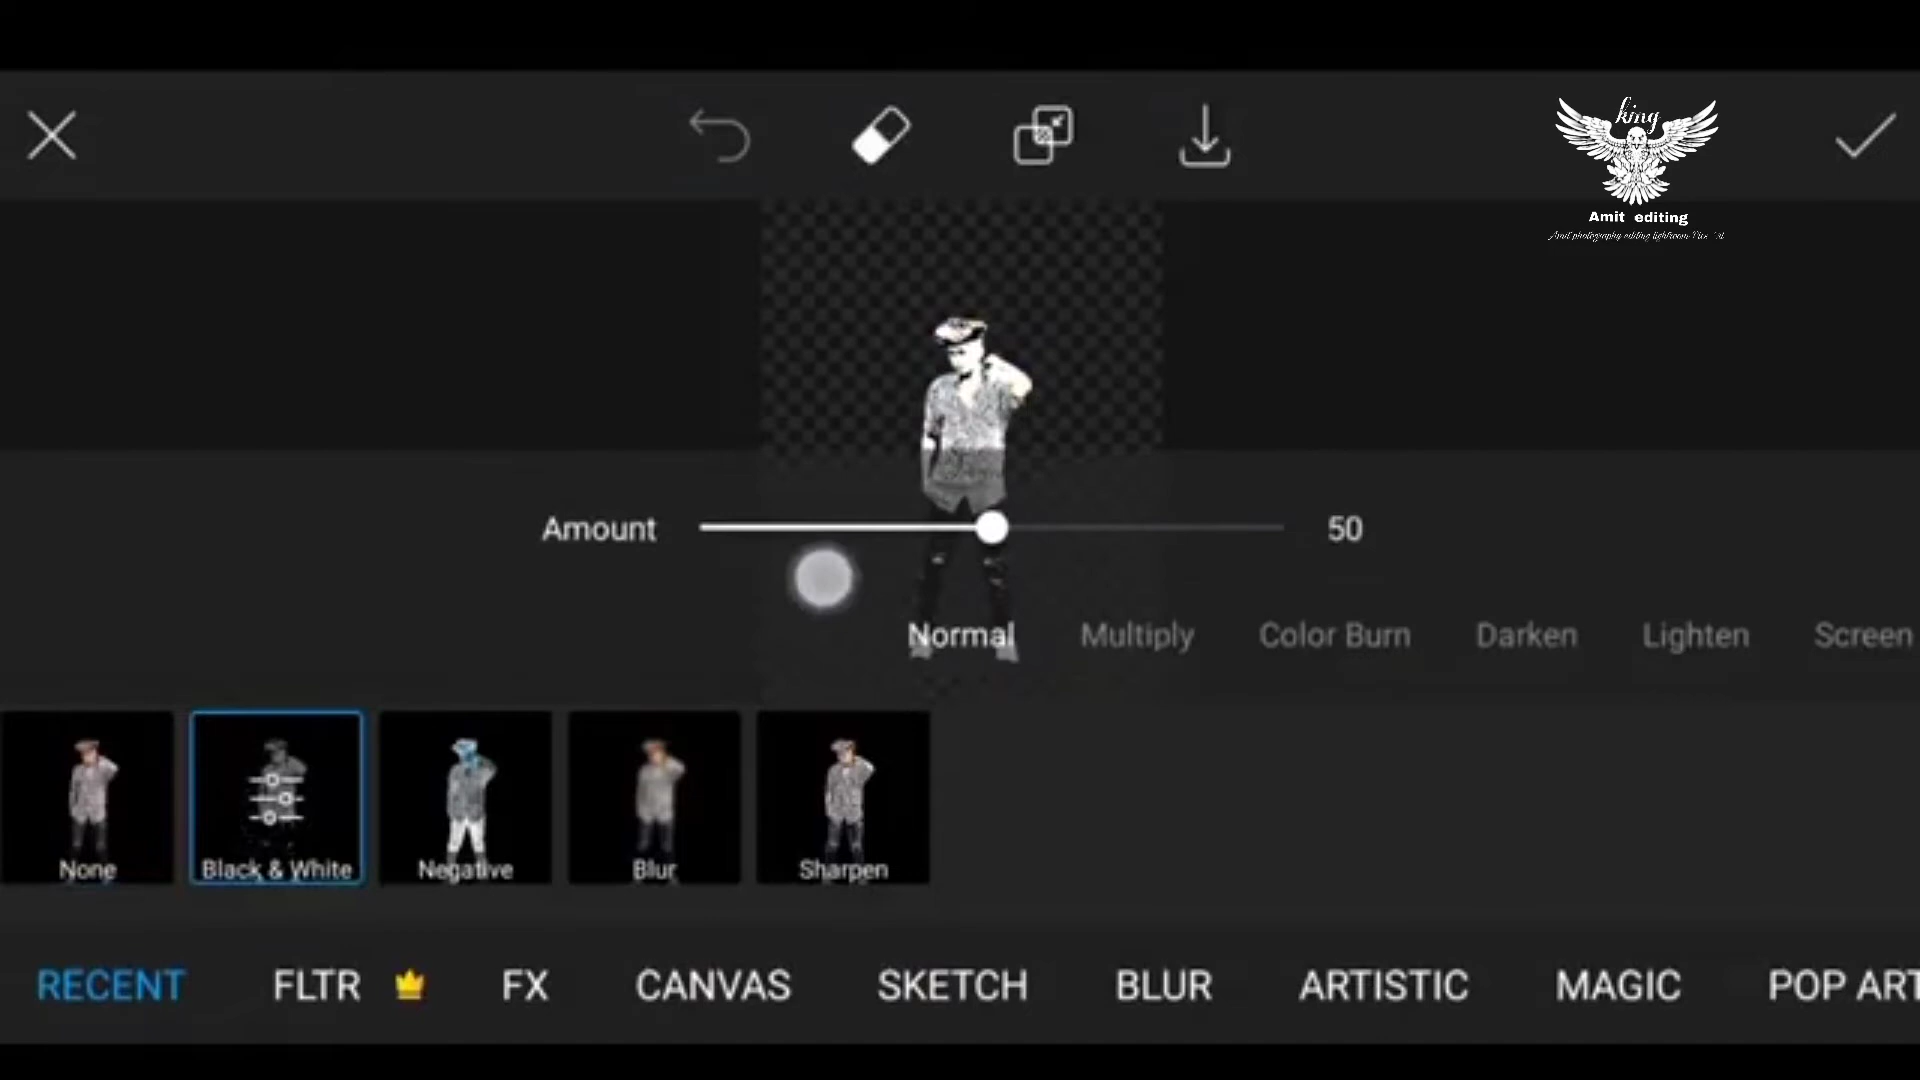 king
Amit editing
Amount 50
Normal Multiply Color Burn Darken Lighten Screen
None Black & White Negative Blur Sharpen
RECENT FLTR FX CANVAS SKETCH BLUR ARTISTIC MAGIC POP ART